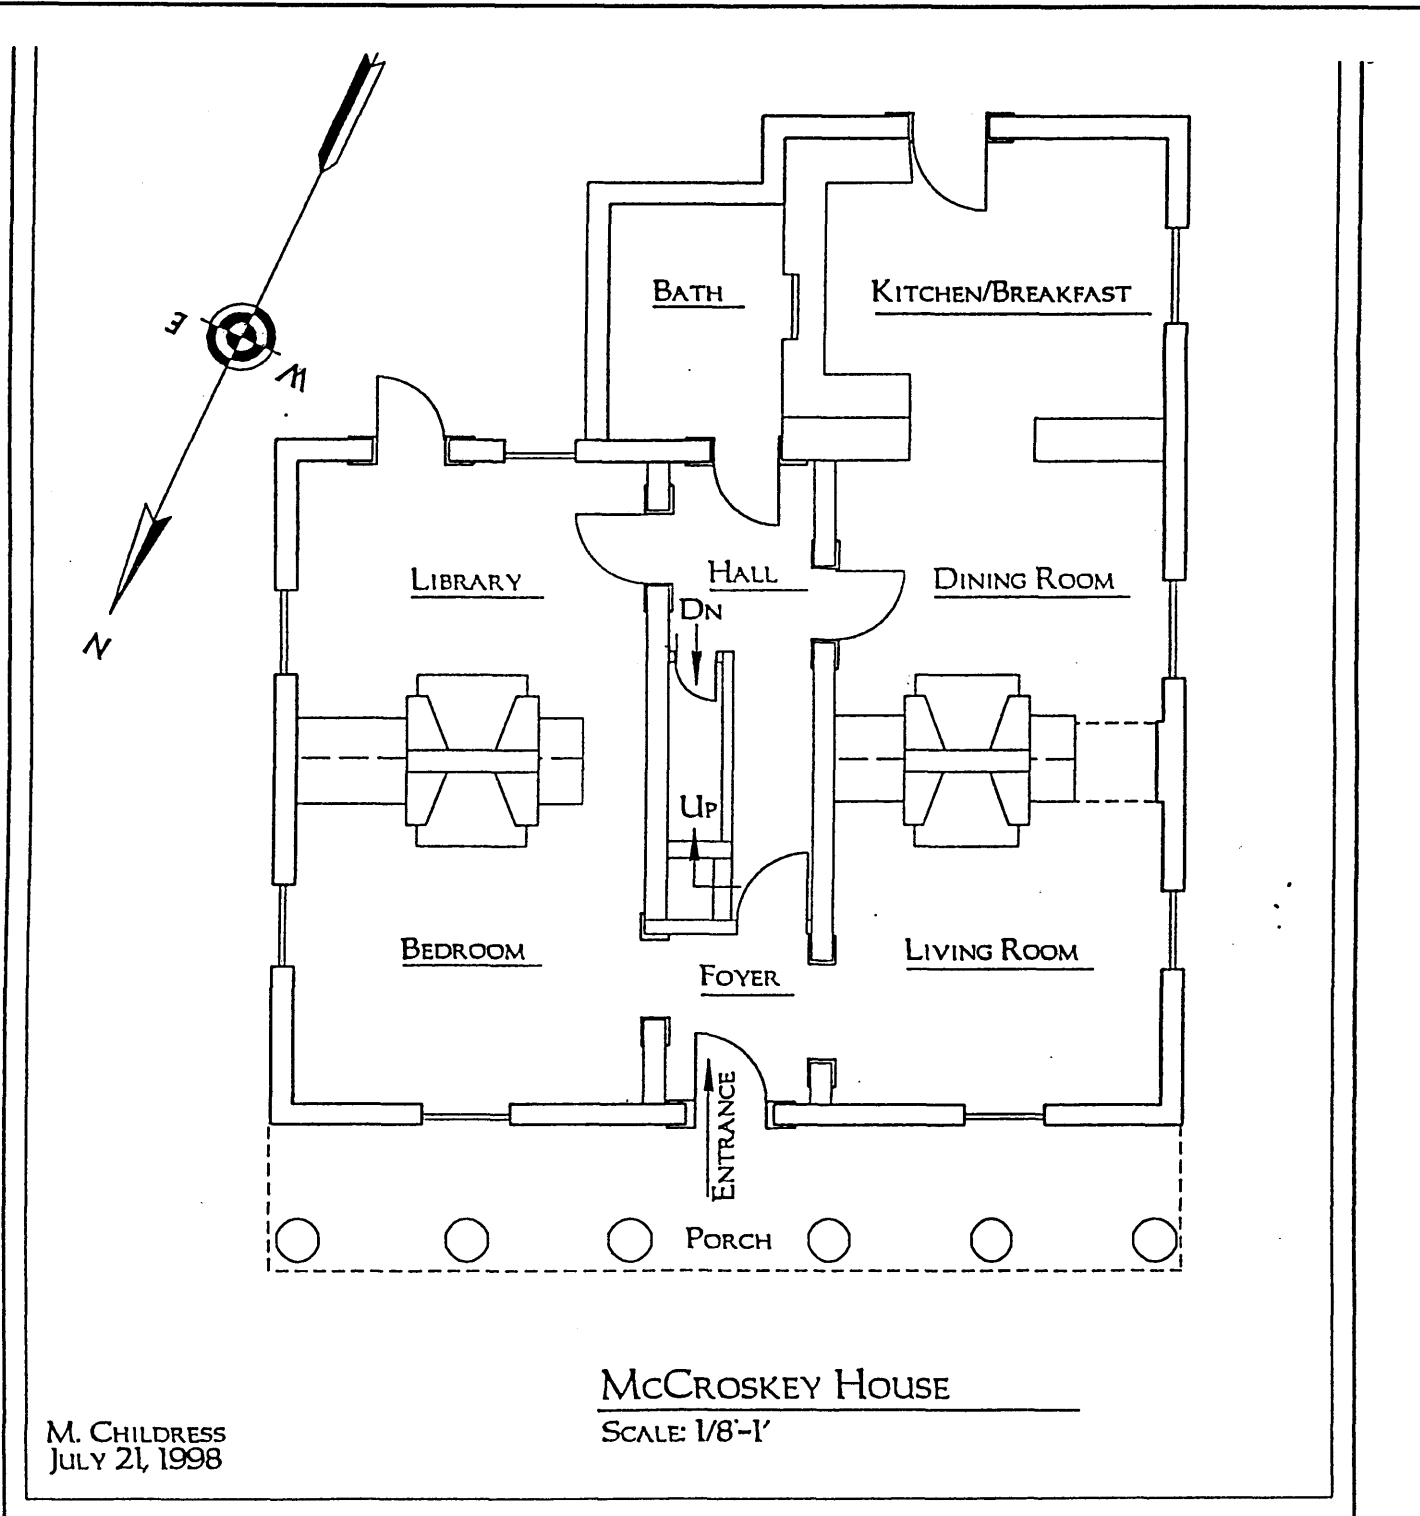 BATH
KITCHEN/BREAKFAST
E
W
LIBRARY
HALL
DINING ROOM
DN
N
UP
BEDROOM
LIVING ROOM
FOYER
ENTRANCE
PORCH
MCCROSKEY HOUSE
SCALE: 1/8"-1'
M. CHILDRESS
JULY 21, 1998